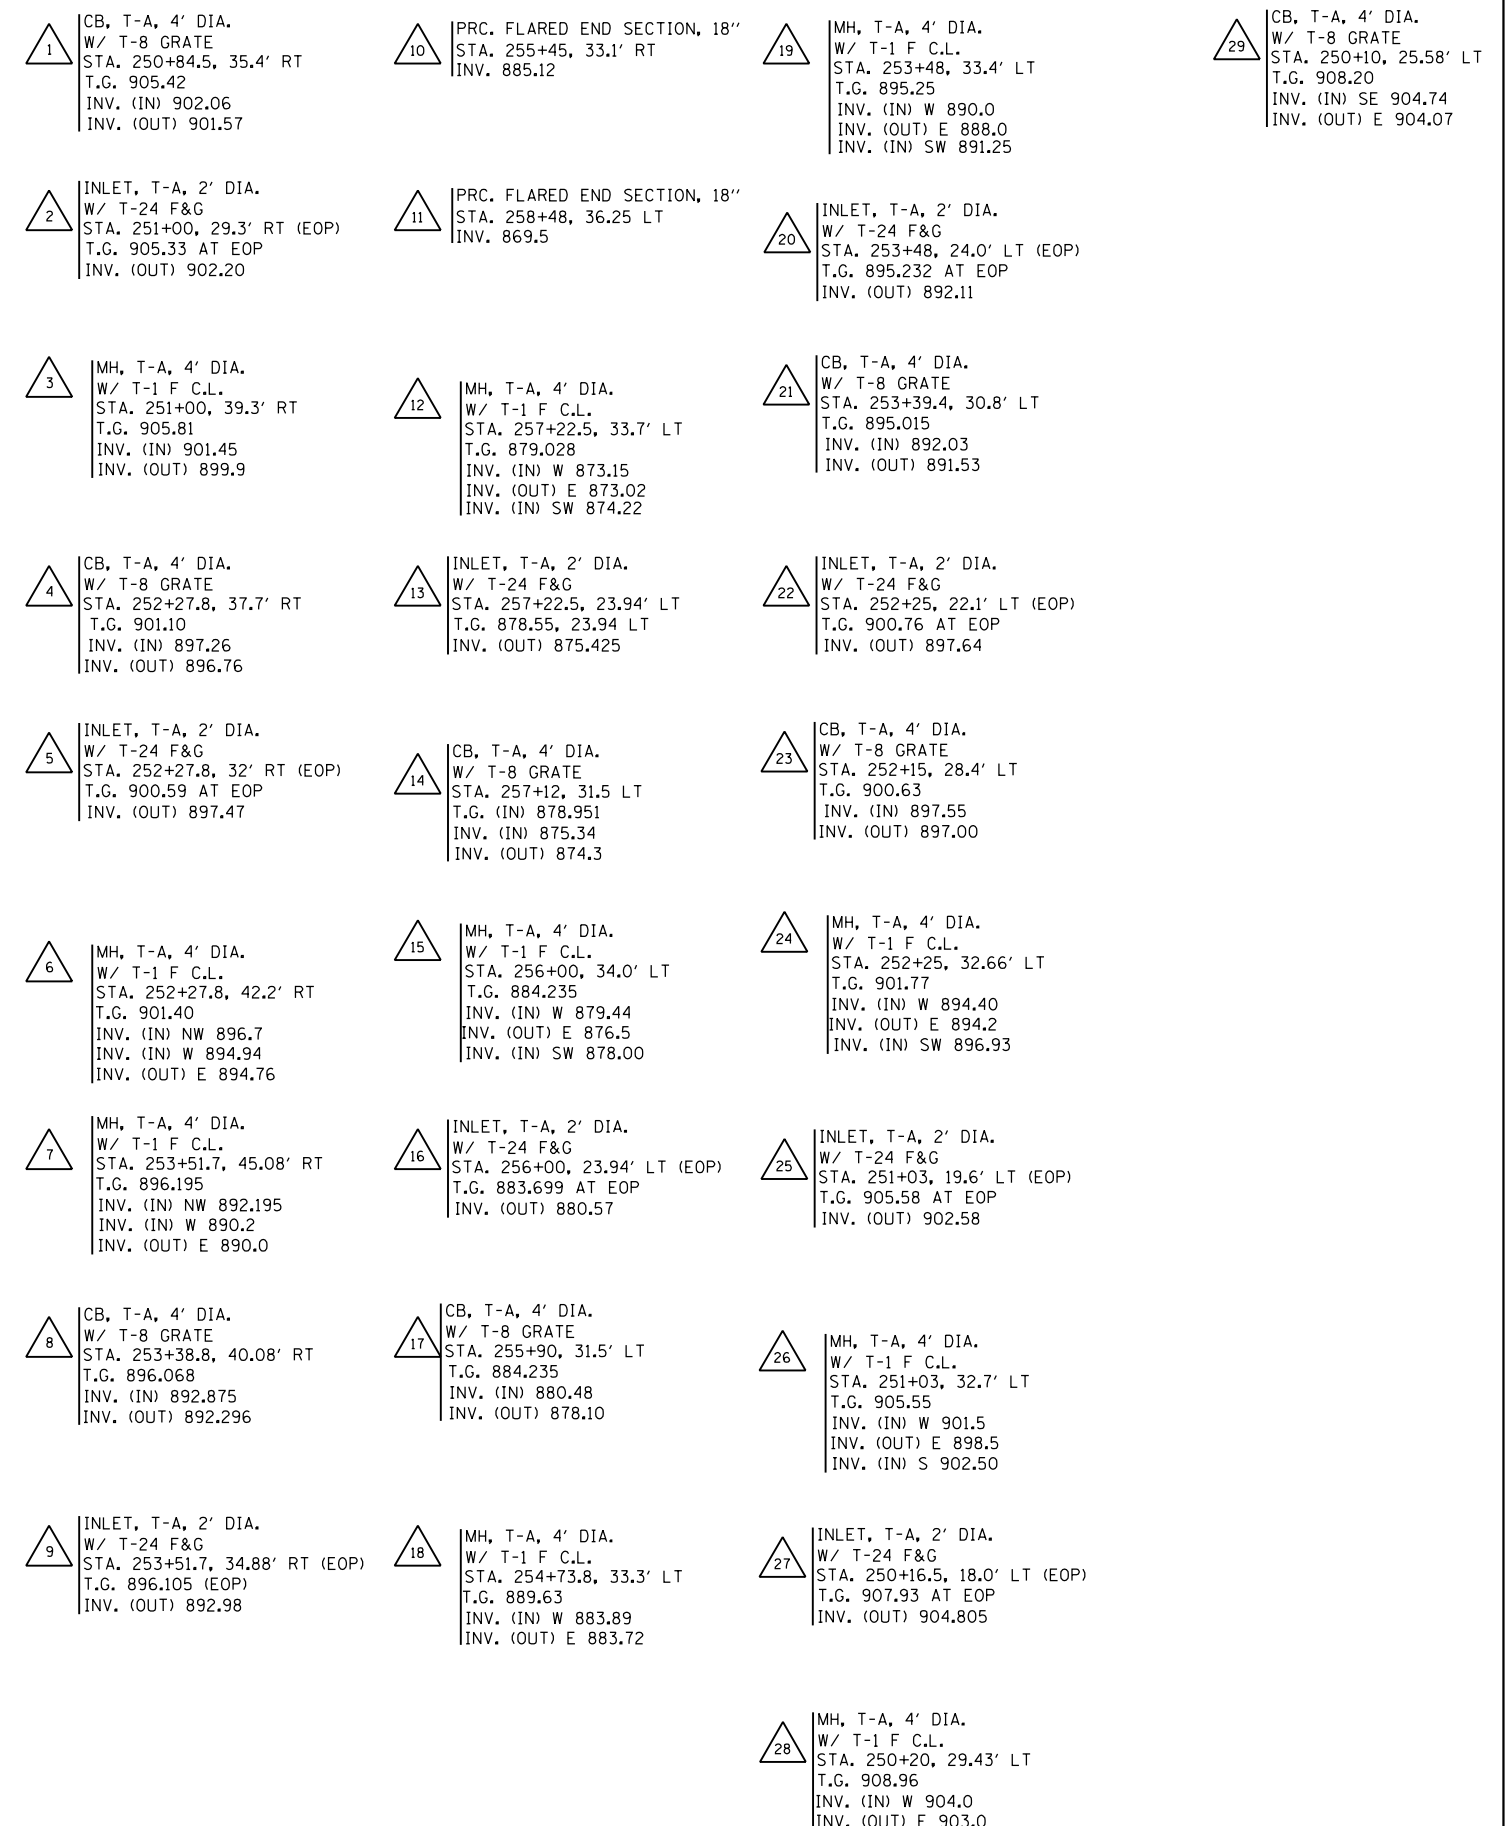 1
CB, T-A, 4' DIA.
W/ T-8 GRATE
STA. 250+84.5, 35.4' RT
T.G. 905.42
INV. (IN) 902.06
INV. (OUT) 901.57
2
INLET, T-A, 2' DIA.
W/ T-24 F&G
STA. 251+00, 29.3' RT (EOP)
T.G. 905.33 AT EOP
INV. (OUT) 902.20
3
MH, T-A, 4' DIA.
W/ T-1 F C.L.
STA. 251+00, 39.3' RT
T.G. 905.81
INV. (IN) 901.45
INV. (OUT) 899.9
4
CB, T-A, 4' DIA.
W/ T-8 GRATE
STA. 252+27.8, 37.7' RT
T.G. 901.10
INV. (IN) 897.26
INV. (OUT) 896.76
5
INLET, T-A, 2' DIA.
W/ T-24 F&G
STA. 252+27.8, 32' RT (EOP)
T.G. 900.59 AT EOP
INV. (OUT) 897.47
6
MH, T-A, 4' DIA.
W/ T-1 F C.L.
STA. 252+27.8, 42.2' RT
T.G. 901.40
INV. (IN) NW 896.7
INV. (IN) W 894.94
INV. (OUT) E 894.76
7
MH, T-A, 4' DIA.
W/ T-1 F C.L.
STA. 253+51.7, 45.08' RT
T.G. 896.195
INV. (IN) NW 892.195
INV. (IN) W 890.2
INV. (OUT) E 890.0
8
CB, T-A, 4' DIA.
W/ T-8 GRATE
STA. 253+38.8, 40.08' RT
T.G. 896.068
INV. (IN) 892.875
INV. (OUT) 892.296
9
INLET, T-A, 2' DIA.
W/ T-24 F&G
STA. 253+51.7, 34.88' RT (EOP)
T.G. 896.105 (EOP)
INV. (OUT) 892.98
10
PRC. FLARED END SECTION, 18''
STA. 255+45, 33.1' RT
INV. 885.12
11
PRC. FLARED END SECTION, 18''
STA. 258+48, 36.25 LT
INV. 869.5
12
MH, T-A, 4' DIA.
W/ T-1 F C.L.
STA. 257+22.5, 33.7' LT
T.G. 879.028
INV. (IN) W 873.15
INV. (OUT) E 873.02
INV. (IN) SW 874.22
13
INLET, T-A, 2' DIA.
W/ T-24 F&G
STA. 257+22.5, 23.94' LT
T.G. 878.55, 23.94 LT
INV. (OUT) 875.425
14
CB, T-A, 4' DIA.
W/ T-8 GRATE
STA. 257+12, 31.5 LT
T.G. (IN) 878.951
INV. (IN) 875.34
INV. (OUT) 874.3
15
MH, T-A, 4' DIA.
W/ T-1 F C.L.
STA. 256+00, 34.0' LT
T.G. 884.235
INV. (IN) W 879.44
INV. (OUT) E 876.5
INV. (IN) SW 878.00
16
INLET, T-A, 2' DIA.
W/ T-24 F&G
STA. 256+00, 23.94' LT (EOP)
T.G. 883.699 AT EOP
INV. (OUT) 880.57
17
CB, T-A, 4' DIA.
W/ T-8 GRATE
STA. 255+90, 31.5' LT
T.G. 884.235
INV. (IN) 880.48
INV. (OUT) 878.10
18
MH, T-A, 4' DIA.
W/ T-1 F C.L.
STA. 254+73.8, 33.3' LT
T.G. 889.63
INV. (IN) W 883.89
INV. (OUT) E 883.72
19
MH, T-A, 4' DIA.
W/ T-1 F C.L.
STA. 253+48, 33.4' LT
T.G. 895.25
INV. (IN) W 890.0
INV. (OUT) E 888.0
INV. (IN) SW 891.25
20
INLET, T-A, 2' DIA.
W/ T-24 F&G
STA. 253+48, 24.0' LT (EOP)
T.G. 895.232 AT EOP
INV. (OUT) 892.11
21
CB, T-A, 4' DIA.
W/ T-8 GRATE
STA. 253+39.4, 30.8' LT
T.G. 895.015
INV. (IN) 892.03
INV. (OUT) 891.53
22
INLET, T-A, 2' DIA.
W/ T-24 F&G
STA. 252+25, 22.1' LT (EOP)
T.G. 900.76 AT EOP
INV. (OUT) 897.64
23
CB, T-A, 4' DIA.
W/ T-8 GRATE
STA. 252+15, 28.4' LT
T.G. 900.63
INV. (IN) 897.55
INV. (OUT) 897.00
24
MH, T-A, 4' DIA.
W/ T-1 F C.L.
STA. 252+25, 32.66' LT
T.G. 901.77
INV. (IN) W 894.40
INV. (OUT) E 894.2
INV. (IN) SW 896.93
25
INLET, T-A, 2' DIA.
W/ T-24 F&G
STA. 251+03, 19.6' LT (EOP)
T.G. 905.58 AT EOP
INV. (OUT) 902.58
26
MH, T-A, 4' DIA.
W/ T-1 F C.L.
STA. 251+03, 32.7' LT
T.G. 905.55
INV. (IN) W 901.5
INV. (OUT) E 898.5
INV. (IN) S 902.50
27
INLET, T-A, 2' DIA.
W/ T-24 F&G
STA. 250+16.5, 18.0' LT (EOP)
T.G. 907.93 AT EOP
INV. (OUT) 904.805
28
MH, T-A, 4' DIA.
W/ T-1 F C.L.
STA. 250+20, 29.43' LT
T.G. 908.96
INV. (IN) W 904.0
INV. (OUT) E 903.0
29
CB, T-A, 4' DIA.
W/ T-8 GRATE
STA. 250+10, 25.58' LT
T.G. 908.20
INV. (IN) SE 904.74
INV. (OUT) E 904.07